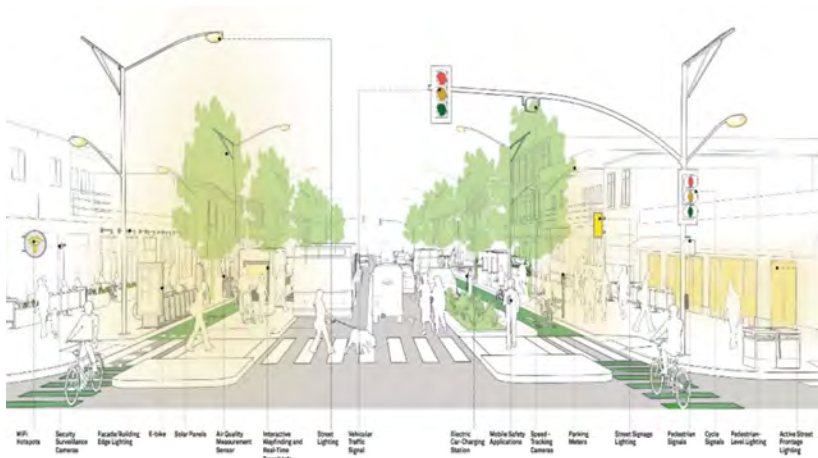 WiFi
Hotspots
Security
Surveillance
Cameras
Facade/Building
Edge Lighting
E-bike
Solar Panels
Air Quality
Measurement
Sensor
Interactive
Wayfinding and
Real-Time
Street
Lighting
Vehicular
Traffic
Signal
Electric
Car-Charging
Station
Mobile Safety
Applications
Speed-
Tracking
Cameras
Parking
Meters
Street Signage
Lighting
Pedestrian
Signals
Cycle
Signals
Pedestrian-
Level Lighting
Active Street
Frontage
Lighting